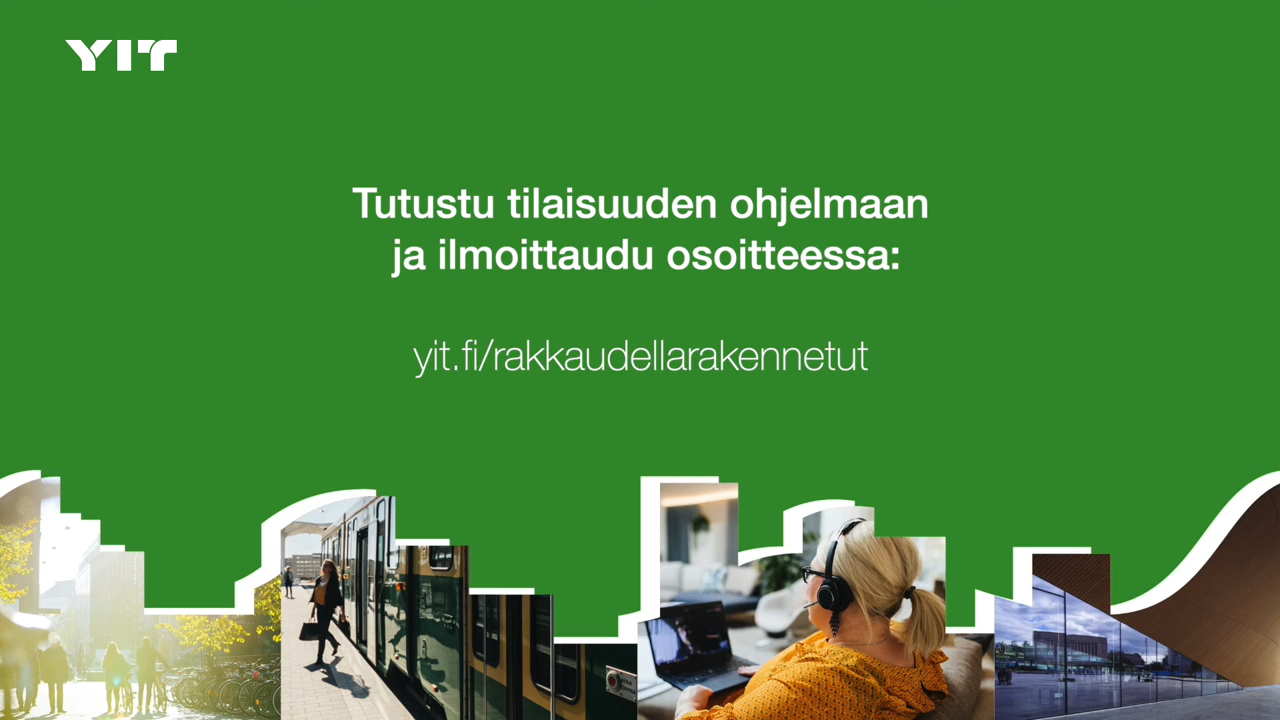 YIT
Tutustu tilaisuuden ohjelmaan
ja ilmoittaudu osoitteessa:
yit.fi/rakkaudellarakennetut